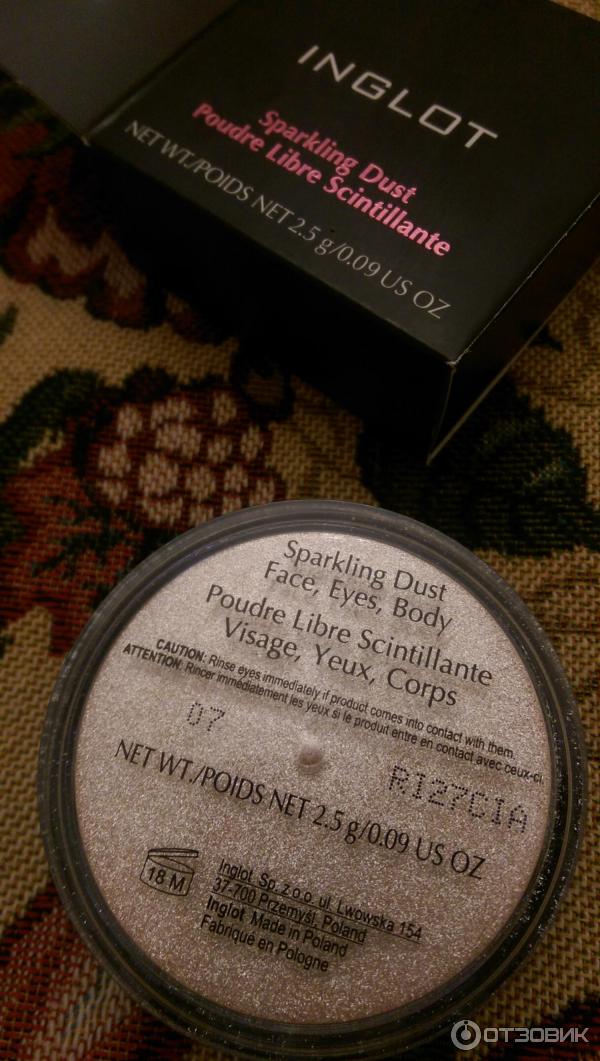 INGLOT
Sparkling Dust
Poudre Libre Scintillante
NET WT./POIDS NET 2.5 g/0.09 US OZ
Sparkling Dust
Face, Eyes, Body
Poudre Libre Scintillante
Visage, Yeux, Corps
CAUTION: Rinse eyes immediately if product comes into contact with them.
ATTENTION: Rincer immédiatement les yeux si le produit entre en contact avec ceux-ci.
07
RI27CIA
NET WT./POIDS NET 2.5 g/0.09 US OZ
18 M
Inglot Sp. z o.o. ul. Lwowska 154
37-700 Przemyśl, Poland
Inglot Made in Poland
Fabriqué en Pologne
ОТЗОВИК